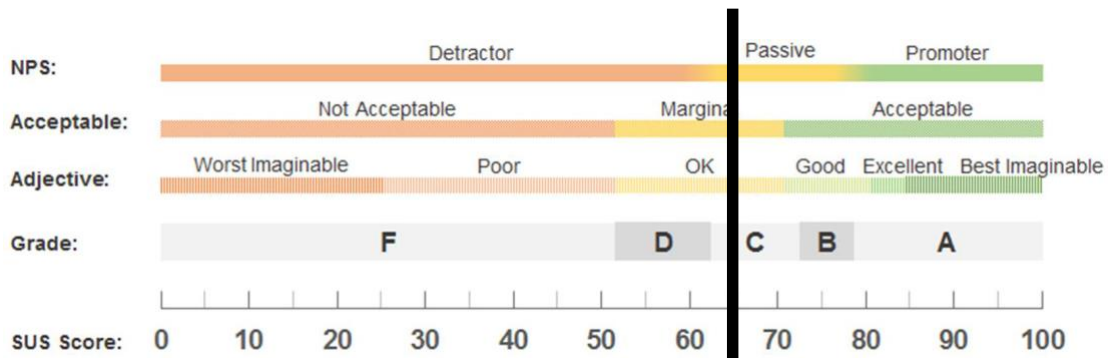 NPS: Detractor Passive Promoter
Acceptable: Not Acceptable Margina Acceptable
Adjective: Worst Imaginable Poor OK Good Excellent Best Imaginable
Grade: F D C B A
SUS Score: 0 10 20 30 40 50 60 70 80 90 100